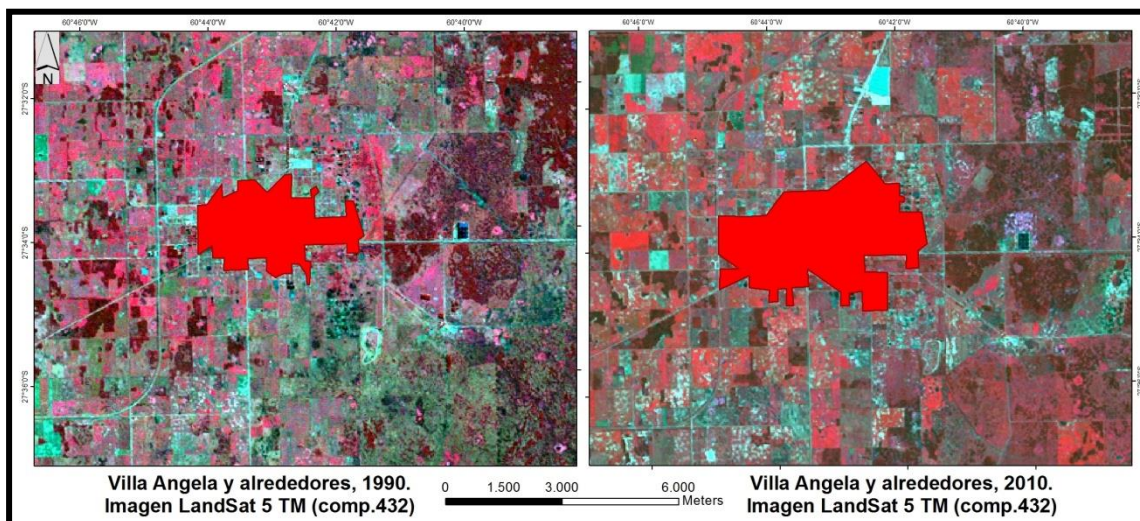 60°46'0"W 60°44'0"W 60°42'0"W 60°40'0"W
60°46'0"W 60°44'0"W 60°42'0"W 60°40'0"W
N
27°32'0"S
27°34'0"S
27°36'0"S
Villa Angela y alrededores, 1990.
Imagen LandSat 5 TM (comp.432)
0 1.500 3.000 6.000
Meters
Villa Angela y alrededores, 2010.
Imagen LandSat 5 TM (comp.432)